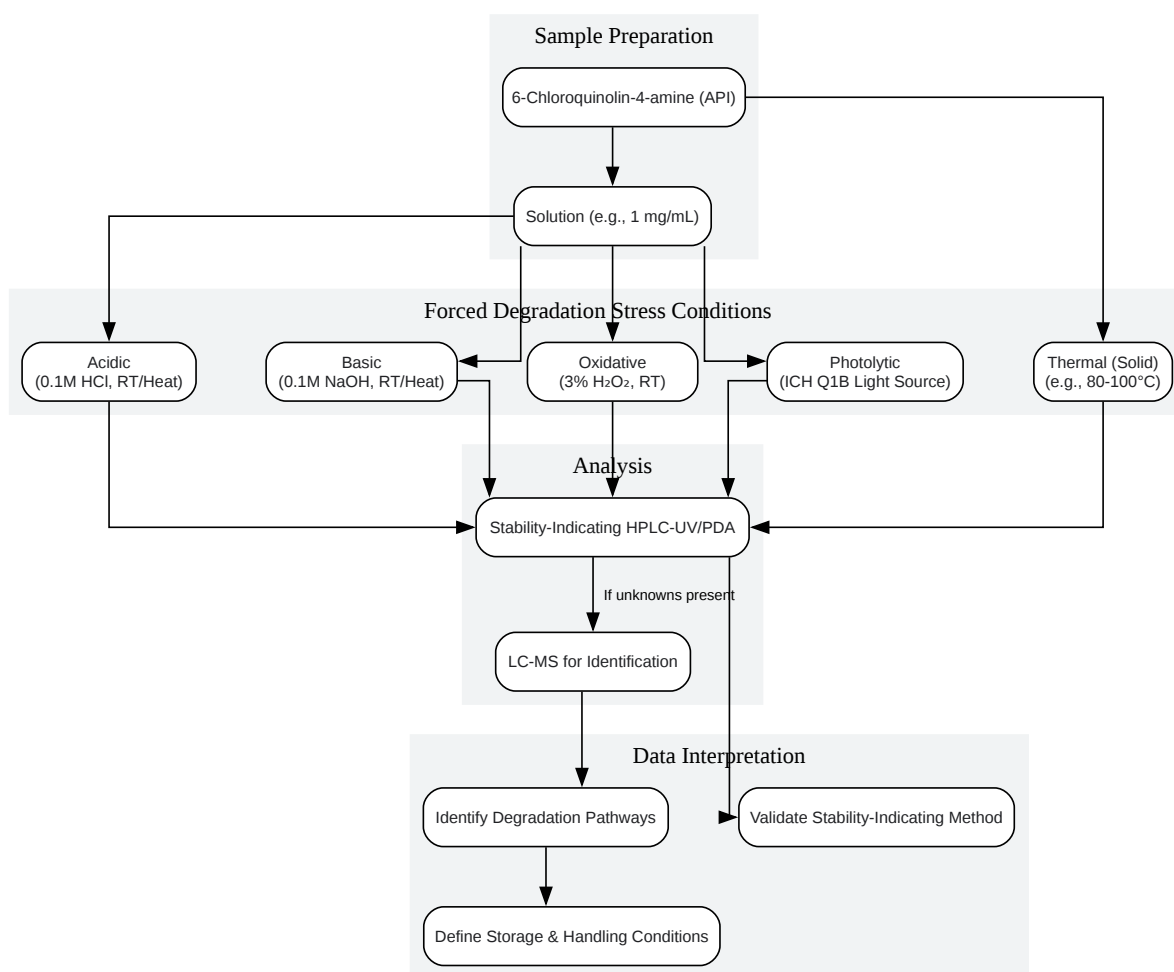 Sample Preparation
6-Chloroquinolin-4-amine (API)
Solution (e.g., 1 mg/mL)
Forced Degradation Stress Conditions
Acidic
(0.1M HCl, RT/Heat)
Basic
(0.1M NaOH, RT/Heat)
Oxidative
(3% H₂O₂, RT)
Photolytic
(ICH Q1B Light Source)
Thermal (Solid)
(e.g., 80-100°C)
Analysis
Stability-Indicating HPLC-UV/PDA
If unknowns present
LC-MS for Identification
Data Interpretation
Identify Degradation Pathways
Validate Stability-Indicating Method
Define Storage & Handling Conditions